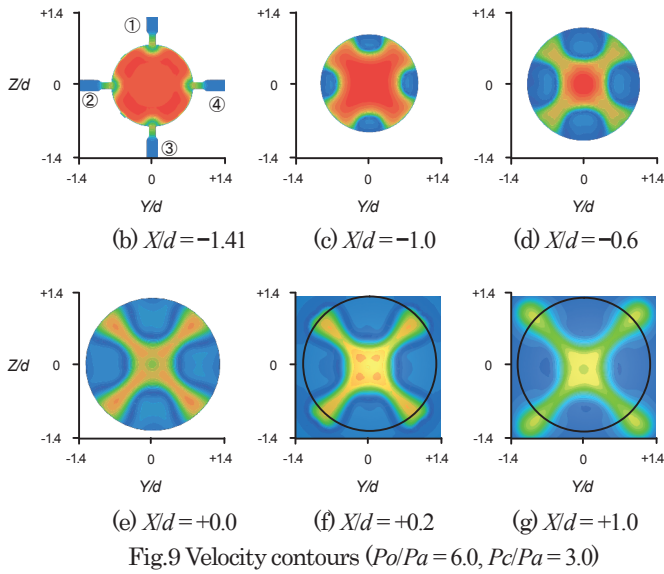 +1.4 ① +1.4 +1.4
Z/d 0 ② ④ 0 0
-1.4 ③ -1.4 -1.4
-1.4 0 +1.4 -1.4 0 +1.4 -1.4 0 +1.4
Y/d Y/d Y/d
(b) X/d = −1.41 (c) X/d = −1.0 (d) X/d = −0.6
+1.4 +1.4 +1.4
Z/d 0 0 0
-1.4 -1.4 -1.4
-1.4 0 +1.4 -1.4 0 +1.4 -1.4 0 +1.4
Y/d Y/d Y/d
(e) X/d = +0.0 (f) X/d = +0.2 (g) X/d = +1.0
Fig.9 Velocity contours (Po/Pa = 6.0, Pc/Pa = 3.0)